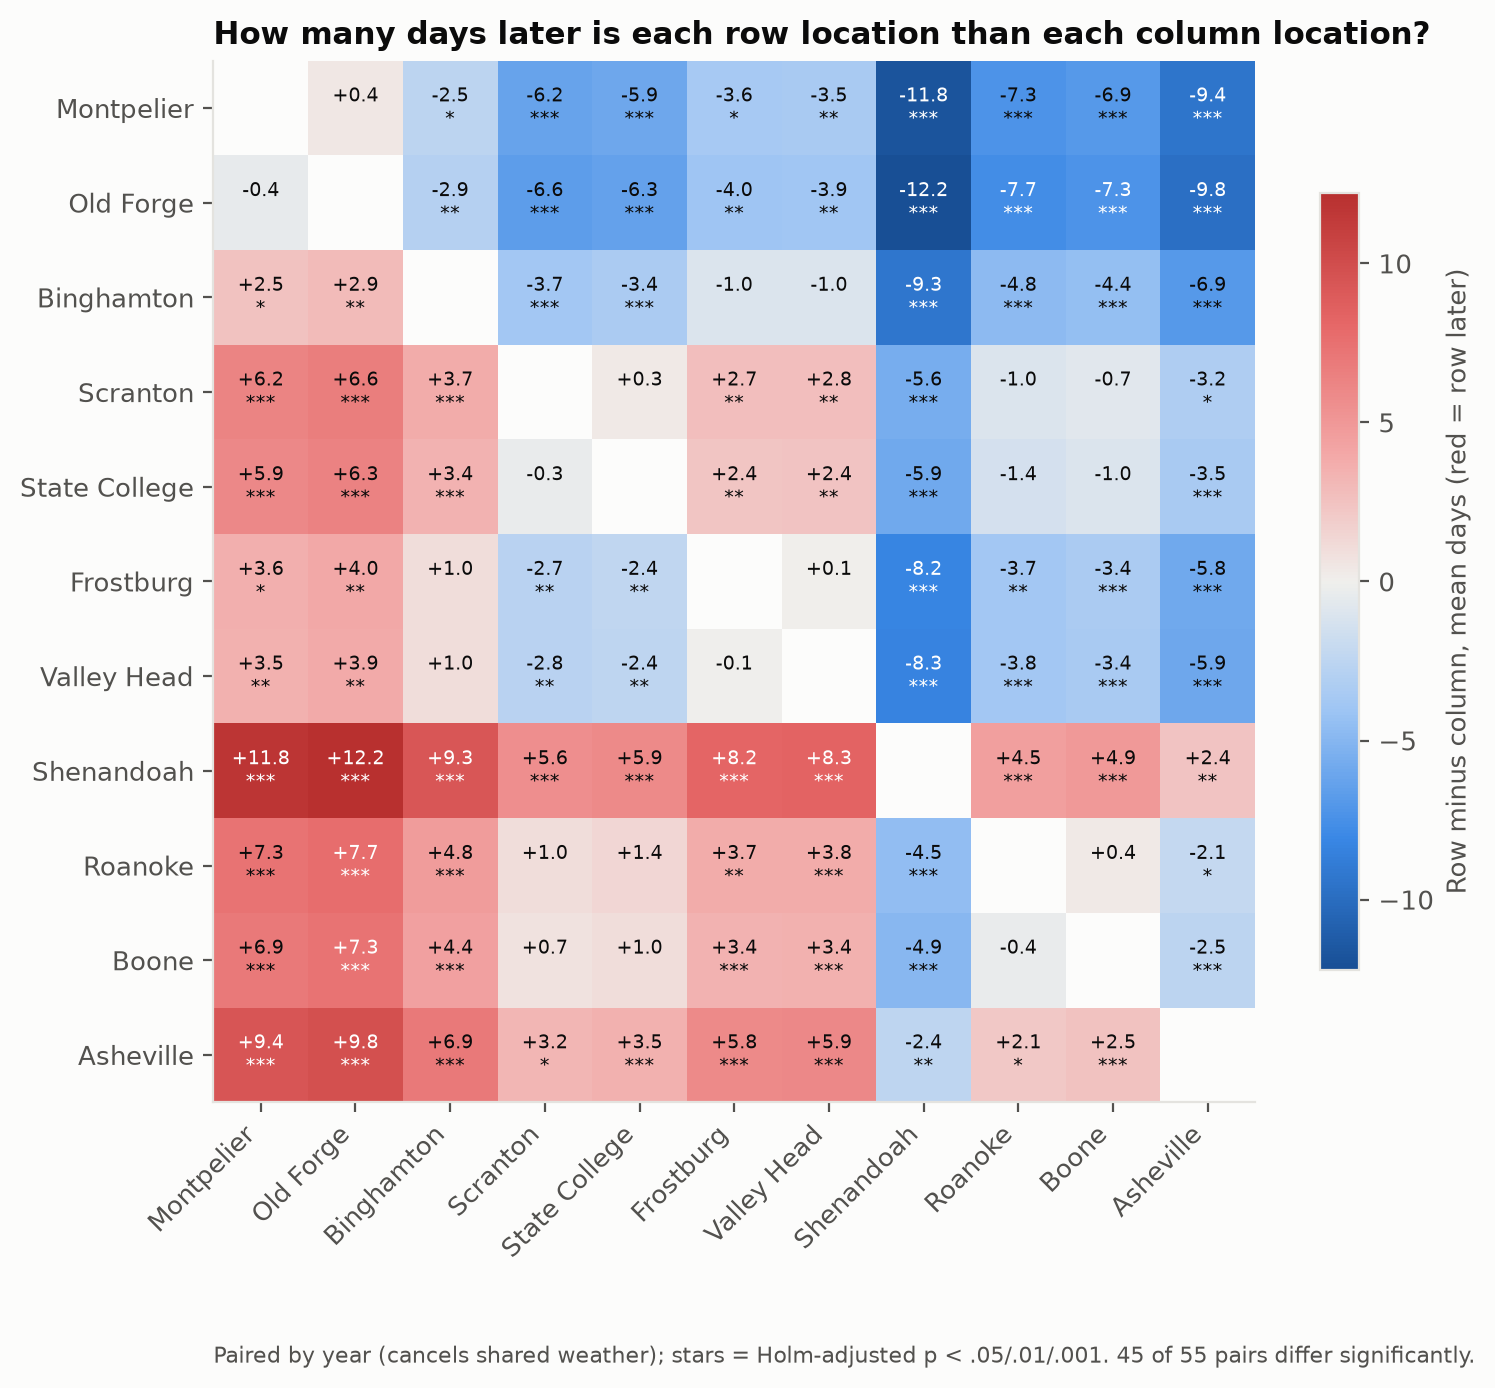 How many days later is each row location than each column location?
Montpelier +0.4 -2.5 -6.2 -5.9 -3.6 -3.5 -11.8 -7.3 -6.9 -9.4
* *** *** * ** *** *** *** ***
Old Forge -0.4 -2.9 -6.6 -6.3 -4.0 -3.9 -12.2 -7.7 -7.3 -9.8
** *** *** ** ** *** *** *** ***
Binghamton +2.5 +2.9 -3.7 -3.4 -1.0 -1.0 -9.3 -4.8 -4.4 -6.9
* ** *** *** *** *** *** ***
Scranton +6.2 +6.6 +3.7 +0.3 +2.7 +2.8 -5.6 -1.0 -0.7 -3.2
*** *** *** ** ** *** *
State College +5.9 +6.3 +3.4 -0.3 +2.4 +2.4 -5.9 -1.4 -1.0 -3.5
*** *** *** ** ** *** ***
Frostburg +3.6 +4.0 +1.0 -2.7 -2.4 +0.1 -8.2 -3.7 -3.4 -5.8
* ** ** ** *** ** *** ***
Valley Head +3.5 +3.9 +1.0 -2.8 -2.4 -0.1 -8.3 -3.8 -3.4 -5.9
** ** ** ** *** *** *** ***
Shenandoah +11.8 +12.2 +9.3 +5.6 +5.9 +8.2 +8.3 +4.5 +4.9 +2.4
*** *** *** *** *** *** *** *** *** **
Roanoke +7.3 +7.7 +4.8 +1.0 +1.4 +3.7 +3.8 -4.5 +0.4 -2.1
*** *** *** ** *** *** *
Boone +6.9 +7.3 +4.4 +0.7 +1.0 +3.4 +3.4 -4.9 -0.4 -2.5
*** *** *** *** *** *** ***
Asheville +9.4 +9.8 +6.9 +3.2 +3.5 +5.8 +5.9 -2.4 +2.1 +2.5
*** *** *** * *** *** *** ** * ***
Montpelier Old Forge Binghamton Scranton State College Frostburg Valley Head Shenandoah Roanoke Boone Asheville
10
5
0
−5
−10
Row minus column, mean days (red = row later)
Paired by year (cancels shared weather); stars = Holm-adjusted p < .05/.01/.001. 45 of 55 pairs differ significantly.